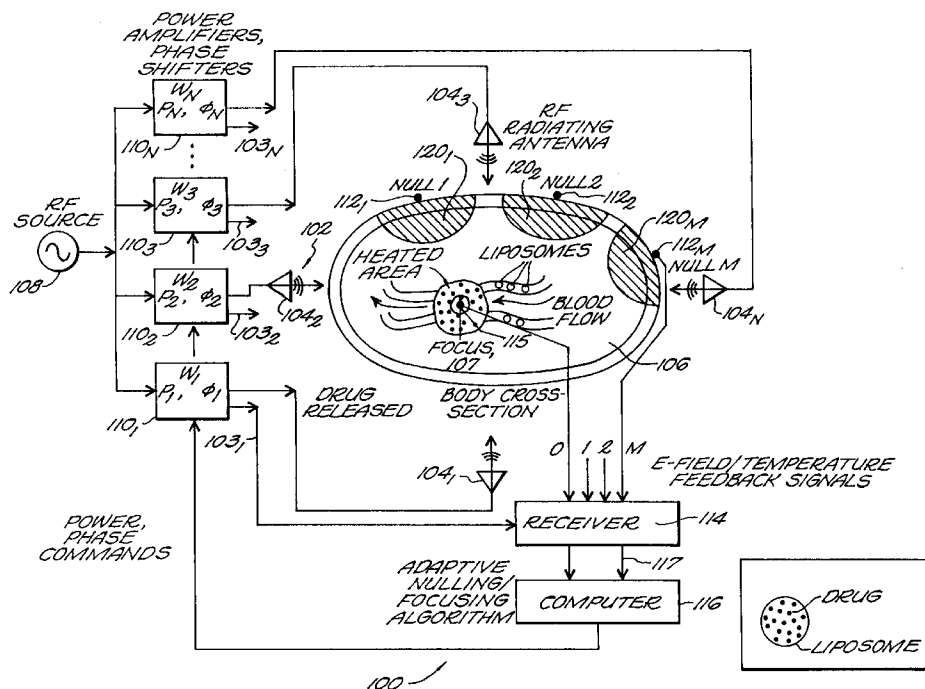 POWER
AMPLIFIERS,
PHASE
SHIFTERS
W_N
P_N, φ_N
110_N
103_N
W_3
P_3, φ_3
110_3
103_3
RF
SOURCE
108
W_2
P_2, φ_2
110_2
103_2
W_1
P_1, φ_1
110_1
103_1
102
104_2
104_3
RF
RADIATING
ANTENNA
120_1
120_2
NULL 1
112_1
NULL 2
112_2
120_M
112_M
NULL M
104_N
HEATED
AREA
LIPOSOMES
BLOOD
FLOW
FOCUS,
107
115
106
DRUG
RELEASED
BODY CROSS-
SECTION
104_1
0 1 2 M
E-FIELD/TEMPERATURE
FEEDBACK SIGNALS
RECEIVER
114
117
POWER,
PHASE
COMMANDS
ADAPTIVE
NULLING/
FOCUSING
ALGORITHM
COMPUTER
116
100
DRUG
LIPOSOME